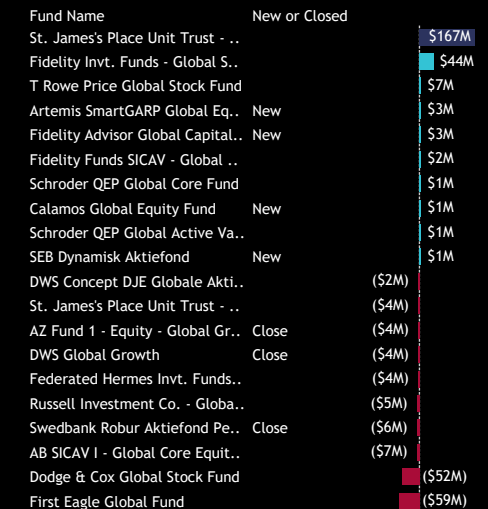 Fund Name New or Closed
St. James's Place Unit Trust - .. $167M
Fidelity Invt. Funds - Global S.. $44M
T Rowe Price Global Stock Fund $7M
Artemis SmartGARP Global Eq.. New $3M
Fidelity Advisor Global Capital.. New $3M
Fidelity Funds SICAV - Global .. $2M
Schroder QEP Global Core Fund $1M
Calamos Global Equity Fund New $1M
Schroder QEP Global Active Va.. $1M
SEB Dynamisk Aktiefond New $1M
DWS Concept DJE Globale Akti.. ($2M)
St. James's Place Unit Trust - .. ($4M)
AZ Fund 1 - Equity - Global Gr.. Close ($4M)
DWS Global Growth Close ($4M)
Federated Hermes Invt. Funds.. ($4M)
Russell Investment Co. - Globa.. ($5M)
Swedbank Robur Aktiefond Pe.. Close ($6M)
AB SICAV I - Global Core Equit.. ($7M)
Dodge & Cox Global Stock Fund ($52M)
First Eagle Global Fund ($59M)